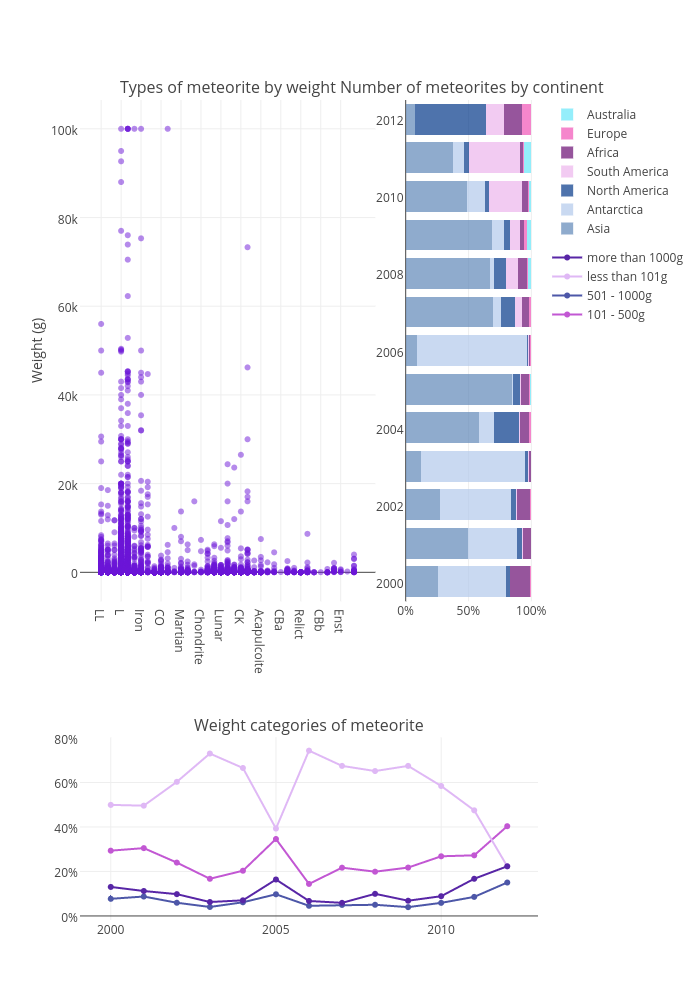 Types of meteorite by weight
Weight (g)
100k
80k
60k
40k
20k
0
LL
L
Iron
CO
Martian
Chondrite
Lunar
CK
Acapulcoite
CBa
Relict
CBb
Enst
Number of meteorites by continent
2012
2010
2008
2006
2004
2002
2000
0%
50%
100%
Australia
Europe
Africa
South America
North America
Antarctica
Asia
more than 1000g
less than 101g
501 - 1000g
101 - 500g
Weight categories of meteorite
80%
60%
40%
20%
0%
2000
2005
2010